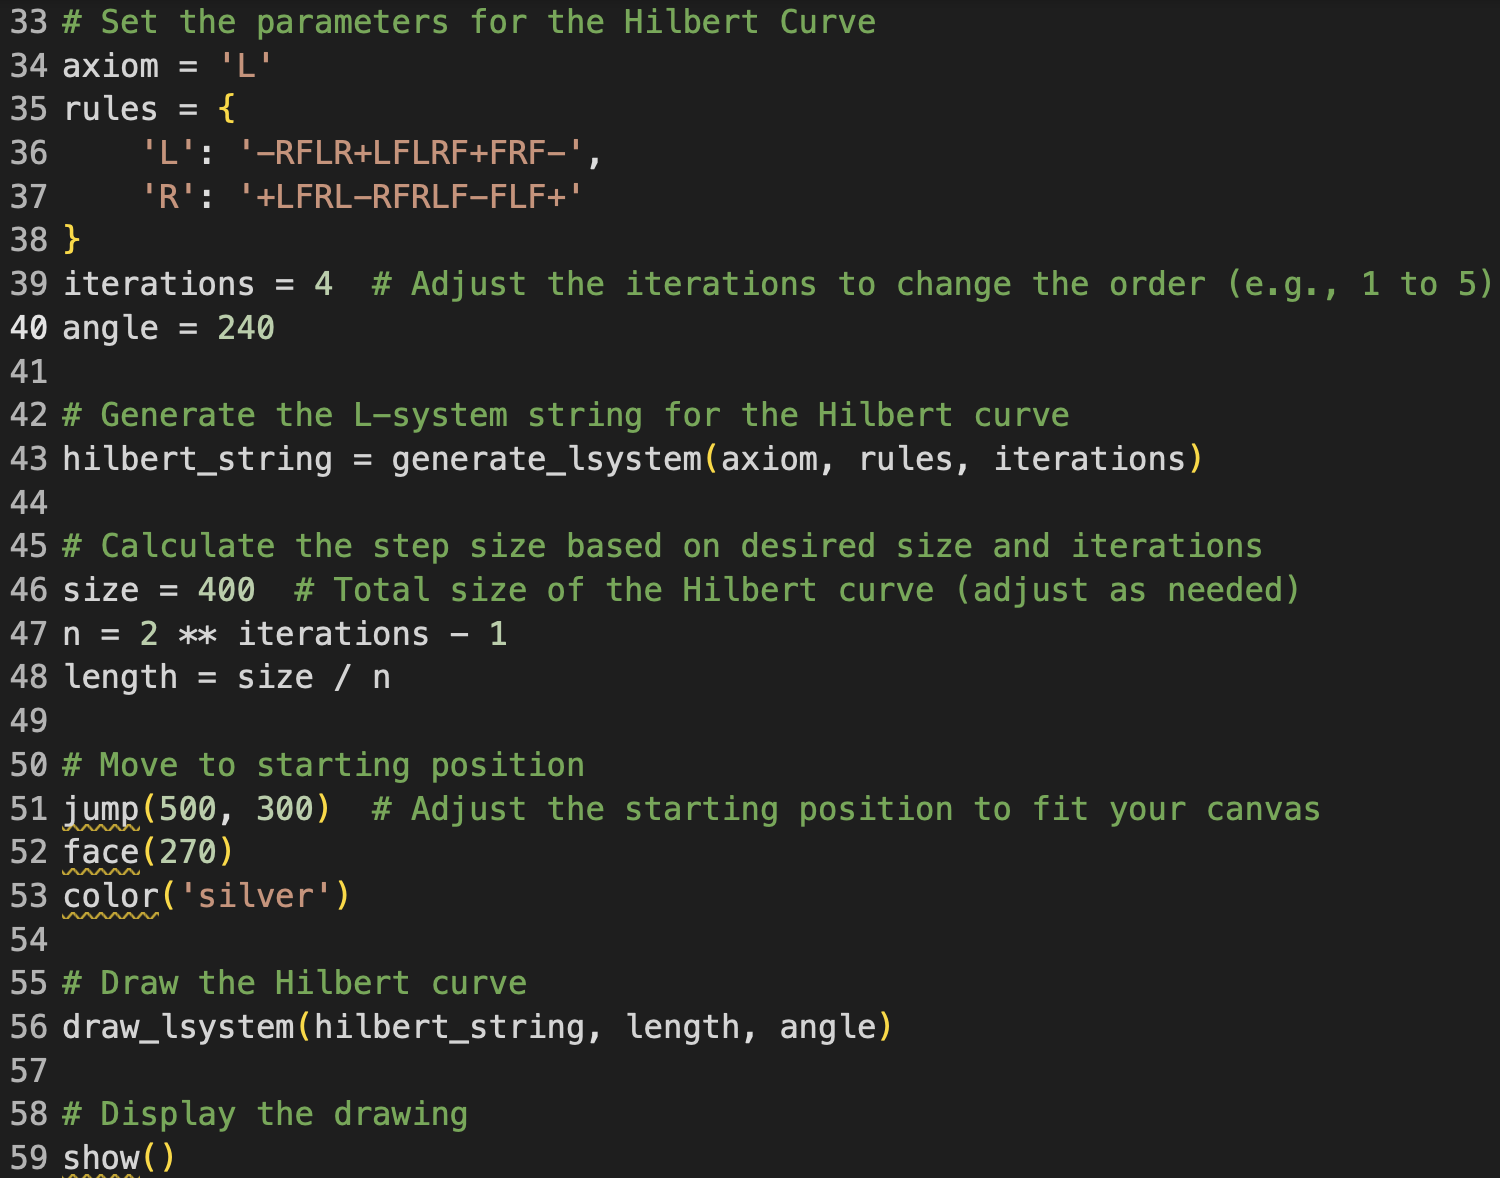 33 # Set the parameters for the Hilbert Curve
34 axiom = 'L'
35 rules = {
36     'L': '-RFLR+LFLRF+FRF-',
37     'R': '+LFRL-RFRLF-FLF+'
38 }
39 iterations = 4  # Adjust the iterations to change the order (e.g., 1 to 5)
40 angle = 240
41
42 # Generate the L-system string for the Hilbert curve
43 hilbert_string = generate_lsystem(axiom, rules, iterations)
44
45 # Calculate the step size based on desired size and iterations
46 size = 400  # Total size of the Hilbert curve (adjust as needed)
47 n = 2 ** iterations - 1
48 length = size / n
49
50 # Move to starting position
51 jump(500, 300)  # Adjust the starting position to fit your canvas
52 face(270)
53 color('silver')
54
55 # Draw the Hilbert curve
56 draw_lsystem(hilbert_string, length, angle)
57
58 # Display the drawing
59 show()